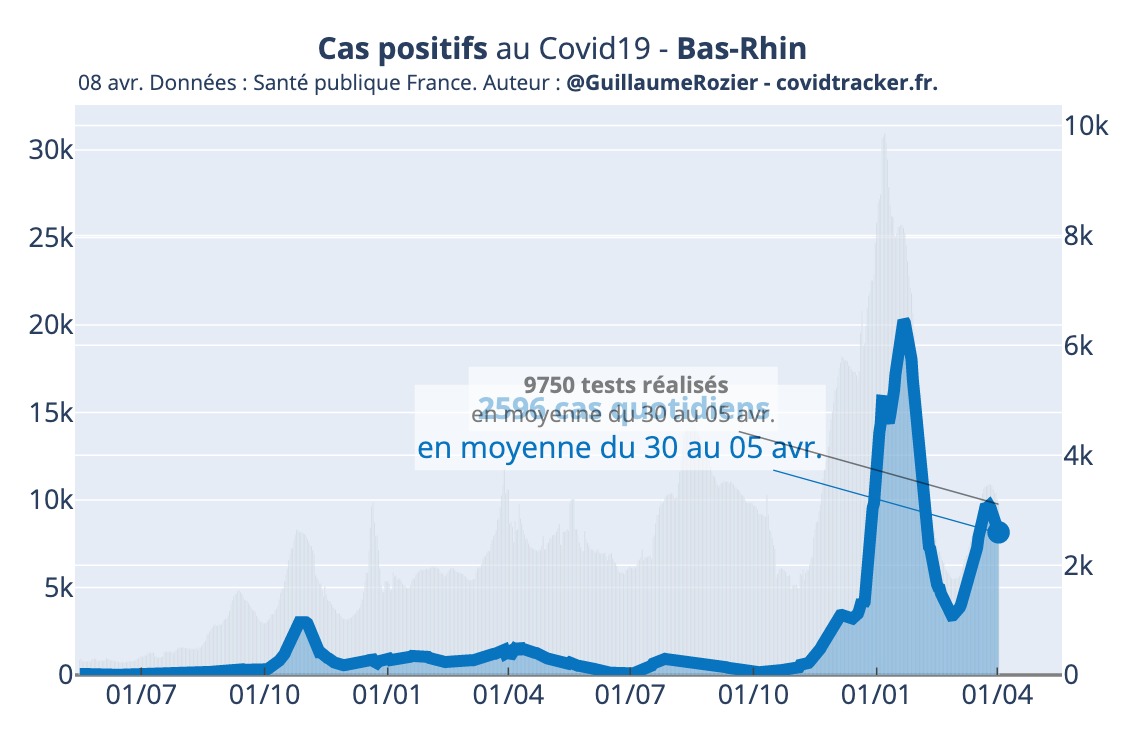 Cas positifs au Covid19 - Bas-Rhin
08 avr. Données : Santé publique France. Auteur : @GuillaumeRozier - covidtracker.fr.
10k
30k
25k
8k
20k
6k
9750 tests réalisés
2596 cas quotidiens
15k
en moyenne du 30 au 05 avr.
en moyenne du 30 au 05 avr.
4k
10k
5k
2k
0
0
01/07
01/10
01/01
01/04
01/07
01/10
01/01
01/04